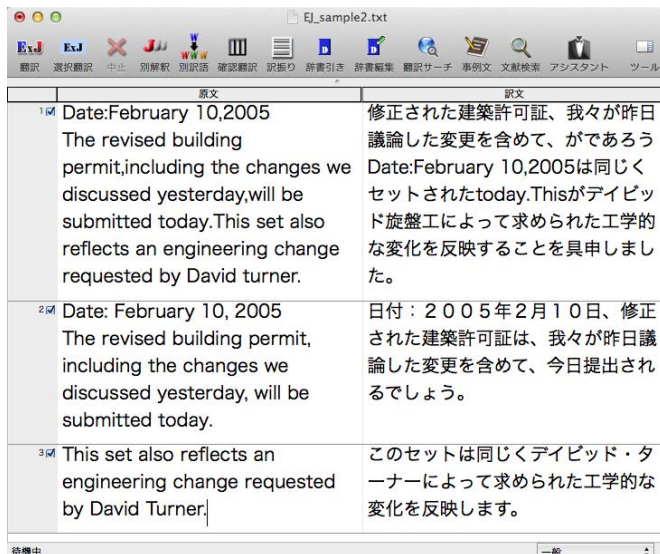 EJ_sample2.txt
ExJ ExJ
翻訳 選択翻訳 中止 別解釈 別訳語 確認翻訳 訳振り 辞書引き 辞書編集 翻訳サーチ 事例文 文献検索 アシスタント ツール
原文 訳文
1
Date:February 10,2005
The revised building
permit,including the changes we
discussed yesterday,will be
submitted today.This set also
reflects an engineering change
requested by David turner.
修正された建築許可証、我々が昨日
議論した変更を含めて、がであろう
Date:February 10,2005は同じく
セットされたtoday.Thisがデイビッ
ド旋盤工によって求められた工学的
な変化を反映することを具申しまし
た。
2
Date: February 10, 2005
The revised building permit,
including the changes we
discussed yesterday, will be
submitted today.
日付：２００５年２月１０日、修正
された建築許可証は、我々が昨日議
論した変更を含めて、今日提出され
るでしょう。
3
This set also reflects an
engineering change requested
by David Turner.
このセットは同じくデイビッド・タ
ーナーによって求められた工学的な
変化を反映します。
待機中 一般